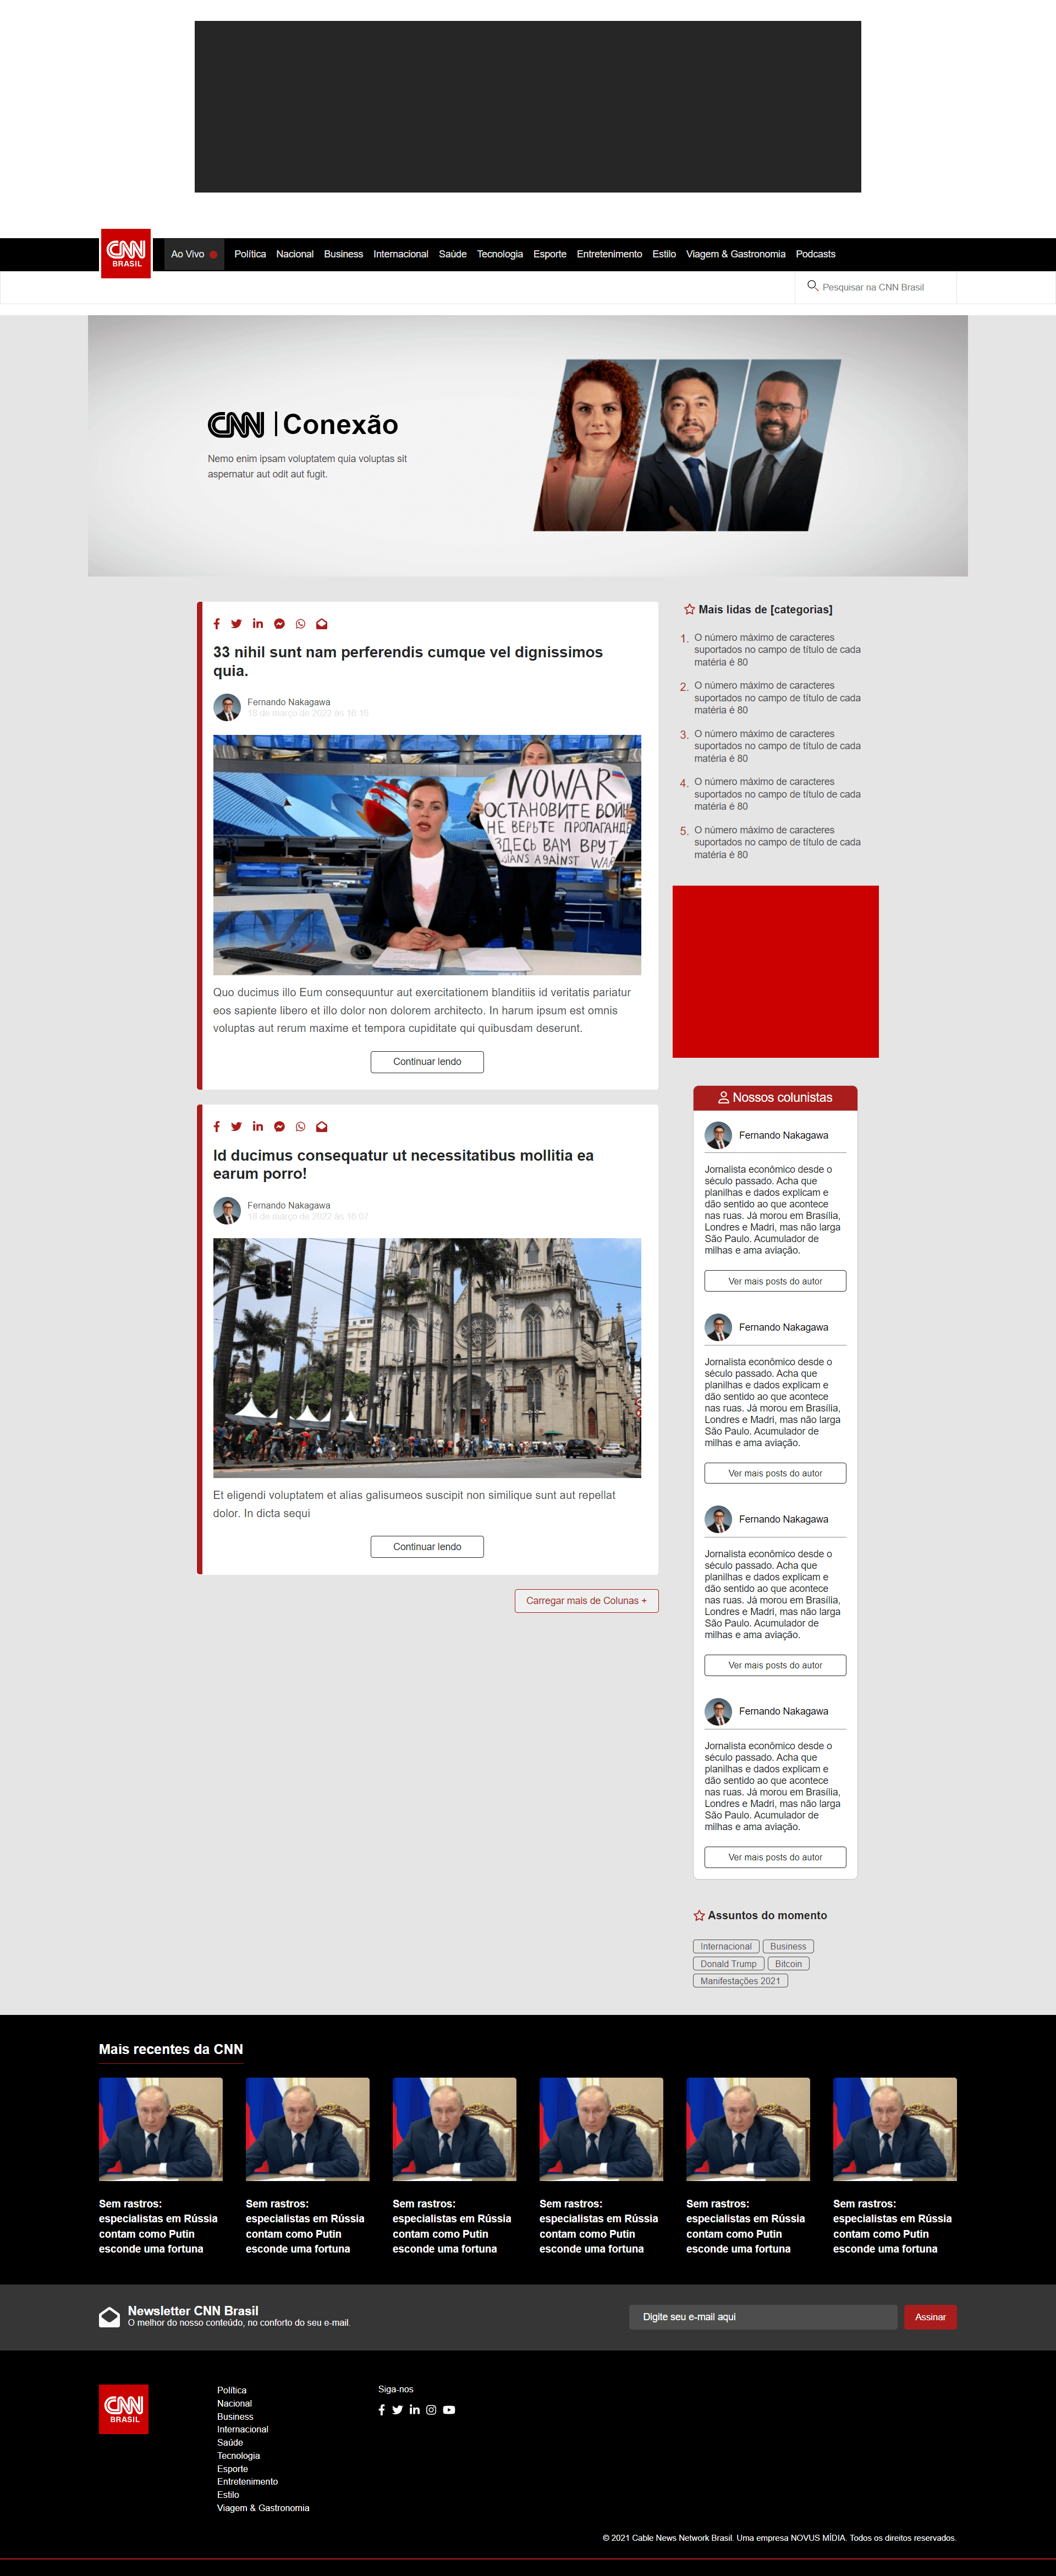 CNN
BRASIL
Ao Vivo
Política Nacional Business Internacional Saúde Tecnologia Esporte Entretenimento Estilo Viagem & Gastronomia Podcasts
Pesquisar na CNN Brasil
CNN | Conexão
Nemo enim ipsam voluptatem quia voluptas sit
aspernatur aut odit aut fugit.
33 nihil sunt nam perferendis cumque vel dignissimos
quia.
Fernando Nakagawa
18 de março de 2022 às 16:15
NO WAR
ОСТАНОВИТЕ ВОЙН
НЕ ВЕРЬТЕ ПРОПАГАНДЕ
ЗДЕСЬ ВАМ ВРУТ
IANS AGAINST WAR
Quo ducimus illo Eum consequuntur aut exercitationem blanditiis id veritatis pariatur
eos sapiente libero et illo dolor non dolorem architecto. In harum ipsum est omnis
voluptas aut rerum maxime et tempora cupiditate qui quibusdam deserunt.
Continuar lendo
Id ducimus consequatur ut necessitatibus mollitia ea
earum porro!
Fernando Nakagawa
18 de março de 2022 às 16:07
Et eligendi voluptatem et alias galisumeos suscipit non similique sunt aut repellat
dolor. In dicta sequi
Continuar lendo
Carregar mais de Colunas +
Mais lidas de [categorias]
1. O número máximo de caracteres
suportados no campo de título de cada
matéria é 80
2. O número máximo de caracteres
suportados no campo de título de cada
matéria é 80
3. O número máximo de caracteres
suportados no campo de título de cada
matéria é 80
4. O número máximo de caracteres
suportados no campo de título de cada
matéria é 80
5. O número máximo de caracteres
suportados no campo de título de cada
matéria é 80
Nossos colunistas
Fernando Nakagawa
Jornalista econômico desde o
século passado. Acha que
planilhas e dados explicam e
dão sentido ao que acontece
nas ruas. Já morou em Brasília,
Londres e Madri, mas não larga
São Paulo. Acumulador de
milhas e ama aviação.
Ver mais posts do autor
Fernando Nakagawa
Jornalista econômico desde o
século passado. Acha que
planilhas e dados explicam e
dão sentido ao que acontece
nas ruas. Já morou em Brasília,
Londres e Madri, mas não larga
São Paulo. Acumulador de
milhas e ama aviação.
Ver mais posts do autor
Fernando Nakagawa
Jornalista econômico desde o
século passado. Acha que
planilhas e dados explicam e
dão sentido ao que acontece
nas ruas. Já morou em Brasília,
Londres e Madri, mas não larga
São Paulo. Acumulador de
milhas e ama aviação.
Ver mais posts do autor
Fernando Nakagawa
Jornalista econômico desde o
século passado. Acha que
planilhas e dados explicam e
dão sentido ao que acontece
nas ruas. Já morou em Brasília,
Londres e Madri, mas não larga
São Paulo. Acumulador de
milhas e ama aviação.
Ver mais posts do autor
Assuntos do momento
Internacional Business
Donald Trump Bitcoin
Manifestações 2021
Mais recentes da CNN
Sem rastros:
especialistas em Rússia
contam como Putin
esconde uma fortuna
Sem rastros:
especialistas em Rússia
contam como Putin
esconde uma fortuna
Sem rastros:
especialistas em Rússia
contam como Putin
esconde uma fortuna
Sem rastros:
especialistas em Rússia
contam como Putin
esconde uma fortuna
Sem rastros:
especialistas em Rússia
contam como Putin
esconde uma fortuna
Sem rastros:
especialistas em Rússia
contam como Putin
esconde uma fortuna
Newsletter CNN Brasil
O melhor do nosso conteúdo, no conforto do seu e-mail.
Digite seu e-mail aqui
Assinar
CNN
BRASIL
Política
Nacional
Business
Internacional
Saúde
Tecnologia
Esporte
Entretenimento
Estilo
Viagem & Gastronomia
Siga-nos
© 2021 Cable News Network Brasil. Uma empresa NOVUS MÍDIA. Todos os direitos reservados.